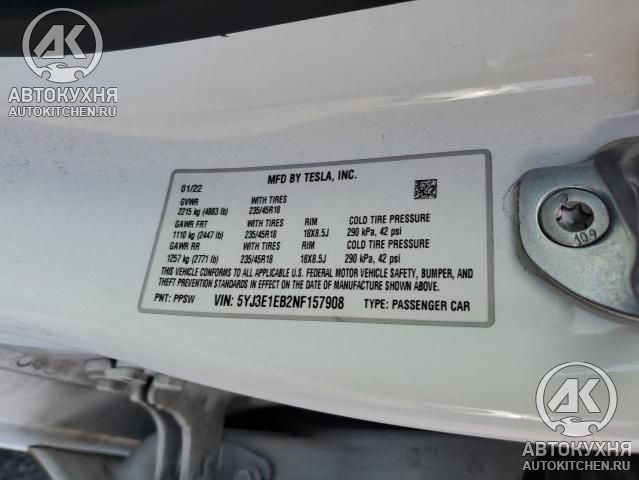 АК
АВТОКУХНЯ
AUTOKITCHEN.RU
MFD BY TESLA, INC.
01/22
GVWR WITH TIRES
2215 kg (4883 lb) 235/45R18
GAWR FRT WITH TIRES RIM COLD TIRE PRESSURE
1110 kg (2447 lb) 235/45R18 18X8.5J 290 kPa, 42 psi
GAWR RR WITH TIRES RIM COLD TIRE PRESSURE
1257 kg (2771 lb) 235/45R18 18X8.5J 290 kPa, 42 psi
THIS VEHICLE CONFORMS TO ALL APPLICABLE U.S. FEDERAL MOTOR VEHICLE SAFETY, BUMPER, AND
THEFT PREVENTION STANDARDS IN EFFECT ON THE DATE OF MANUFACTURE SHOWN ABOVE.
PNT: PPSW VIN: 5YJ3E1EB2NF157908 TYPE: PASSENGER CAR
10.9
АК
АВТОКУХНЯ
AUTOKITCHEN.RU